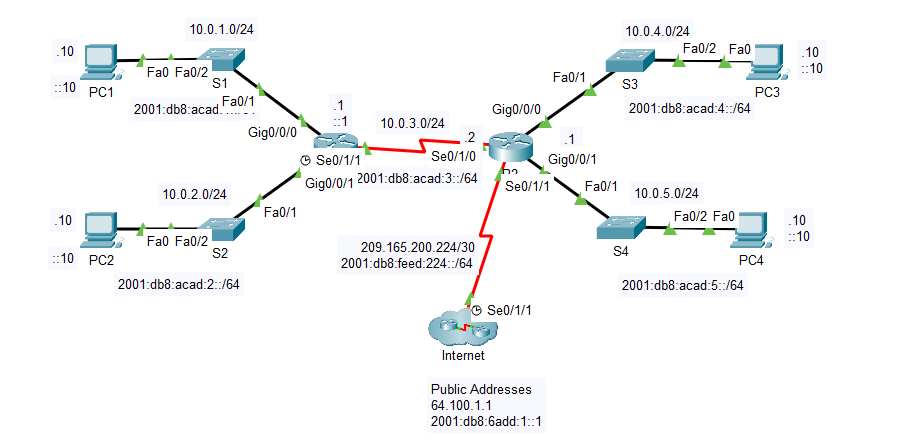 10.0.1.0/24
.10
::10
PC1
Fa0
Fa0/2
S1
Fa0/1
2001:db8:acad
Gig0/0/0
.1
::1
10.0.3.0/24
.2
Se0/1/0
Se0/1/1
Gig0/0/1
2001:db8:acad:3::/64
10.0.2.0/24
.10
::10
PC2
Fa0
Fa0/2
S2
Fa0/1
2001:db8:acad:2::/64
10.0.4.0/24
Fa0/1
S3
Fa0/2
Fa0
.10
::10
PC3
2001:db8:acad:4::/64
Gig0/0/0
.1
Gig0/0/1
Se0/1/1
Fa0/1
10.0.5.0/24
S4
Fa0/2
Fa0
.10
::10
PC4
2001:db8:acad:5::/64
209.165.200.224/30
2001:db8:feed:224::/64
Se0/1/1
Internet
Public Addresses
64.100.1.1
2001:db8:6add:1::1